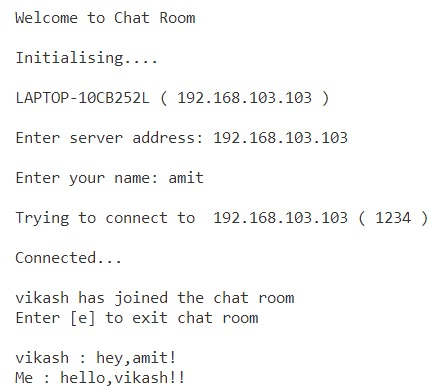 Welcome to Chat Room
Initialising....
LAPTOP-10CB252L ( 192.168.103.103 )
Enter server address: 192.168.103.103
Enter your name: amit
Trying to connect to  192.168.103.103 ( 1234 )
Connected...
vikash has joined the chat room
Enter [e] to exit chat room
vikash : hey,amit!
Me : hello,vikash!!